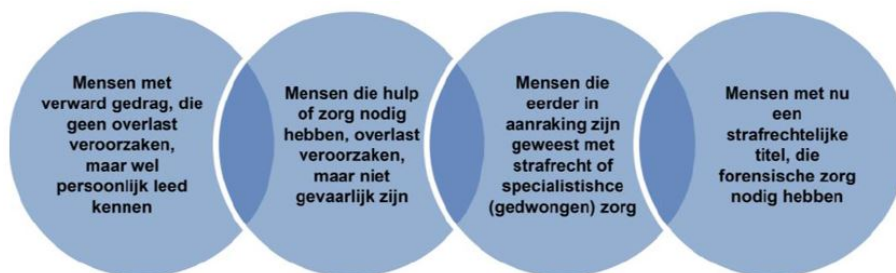 Mensen met
verward gedrag, die
geen overlast
veroorzaken,
maar wel
persoonlijk leed
kennen
Mensen die hulp
of zorg nodig
hebben, overlast
veroorzaken,
maar niet
gevaarlijk zijn
Mensen die
eerder in
aanraking zijn
geweest met
strafrecht of
specialistishce
(gedwongen) zorg
Mensen met nu
een
strafrechtelijke
titel, die
forensische zorg
nodig hebben